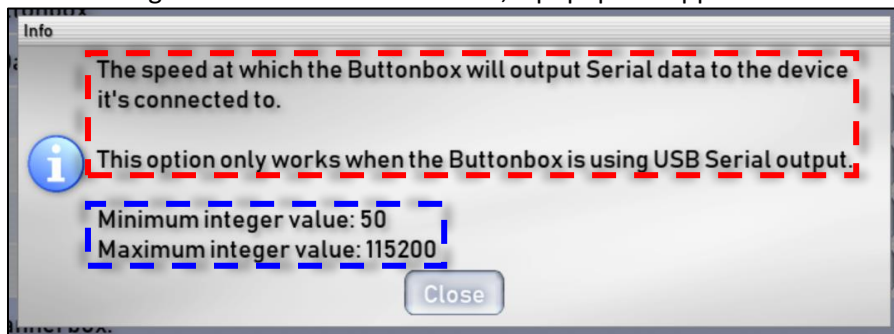 Info
The speed at which the Buttonbox will output Serial data to the device
it's connected to.
This option only works when the Buttonbox is using USB Serial output.
Minimum integer value: 50
Maximum integer value: 115200
Close